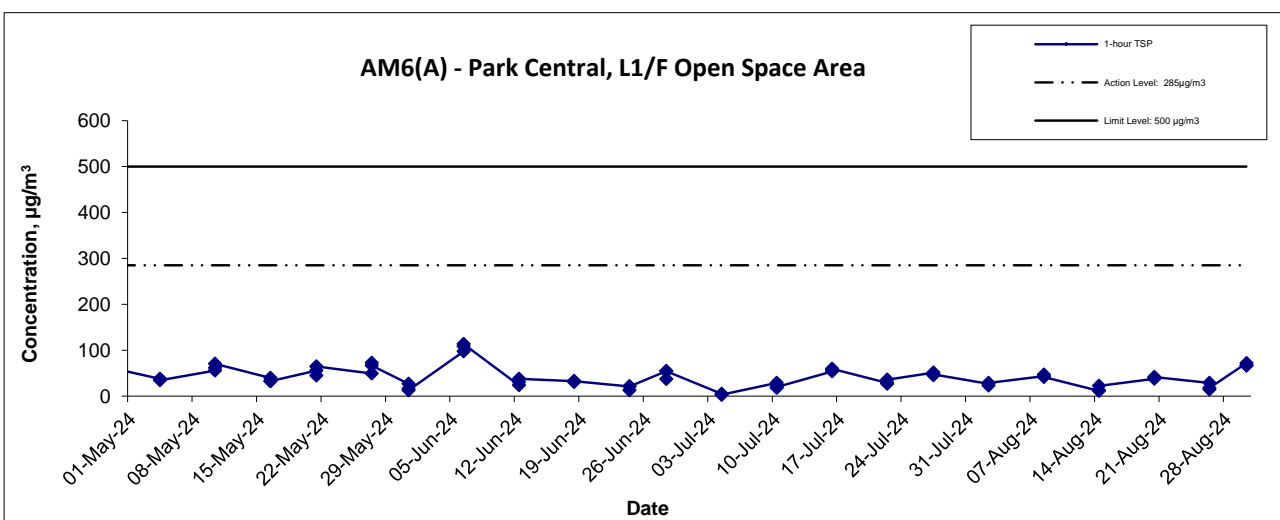 1-hour TSP
Action Level:  285µg/m3
Limit Level: 500 µg/m3
AM6(A) - Park Central, L1/F Open Space Area
Concentration, µg/m³
600
500
400
300
200
100
0
01-May-24
08-May-24
15-May-24
22-May-24
29-May-24
05-Jun-24
12-Jun-24
19-Jun-24
26-Jun-24
03-Jul-24
10-Jul-24
17-Jul-24
24-Jul-24
31-Jul-24
07-Aug-24
14-Aug-24
21-Aug-24
28-Aug-24
Date